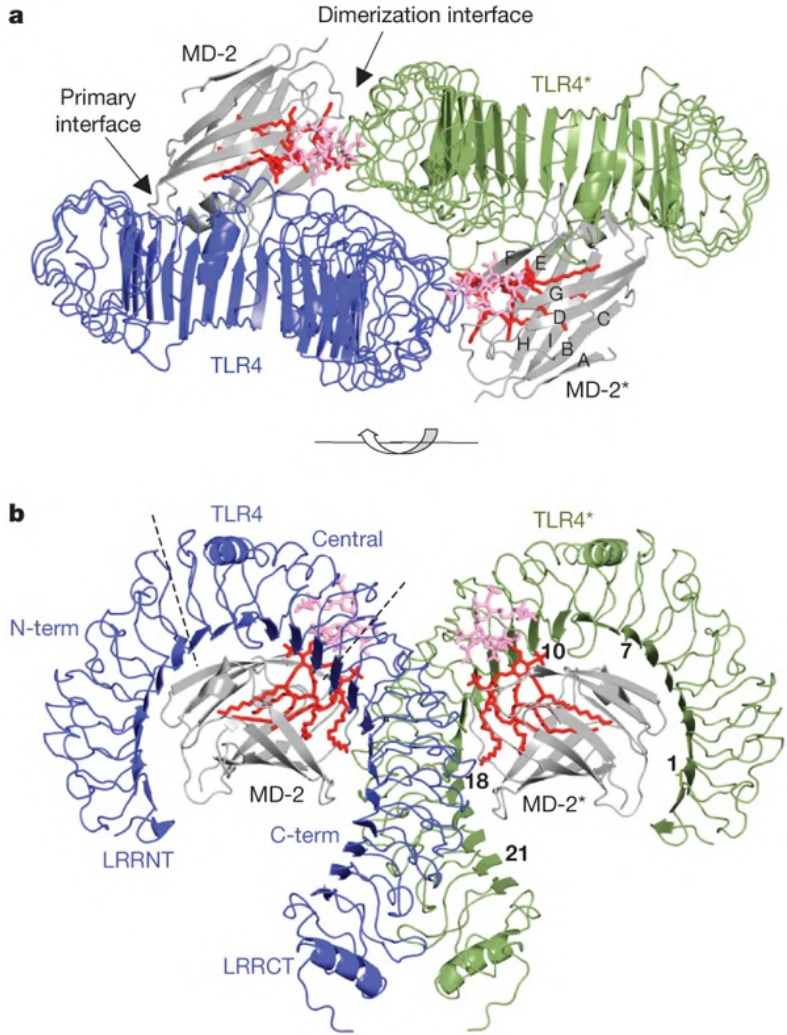 a
Dimerization interface
MD-2
TLR4*
Primary
interface
F
E
G
D
C
H
I
B
A
TLR4
MD-2*
b
TLR4
TLR4*
Central
N-term
10
7
1
MD-2
18
MD-2*
C-term
LRRNT
21
LRRCT